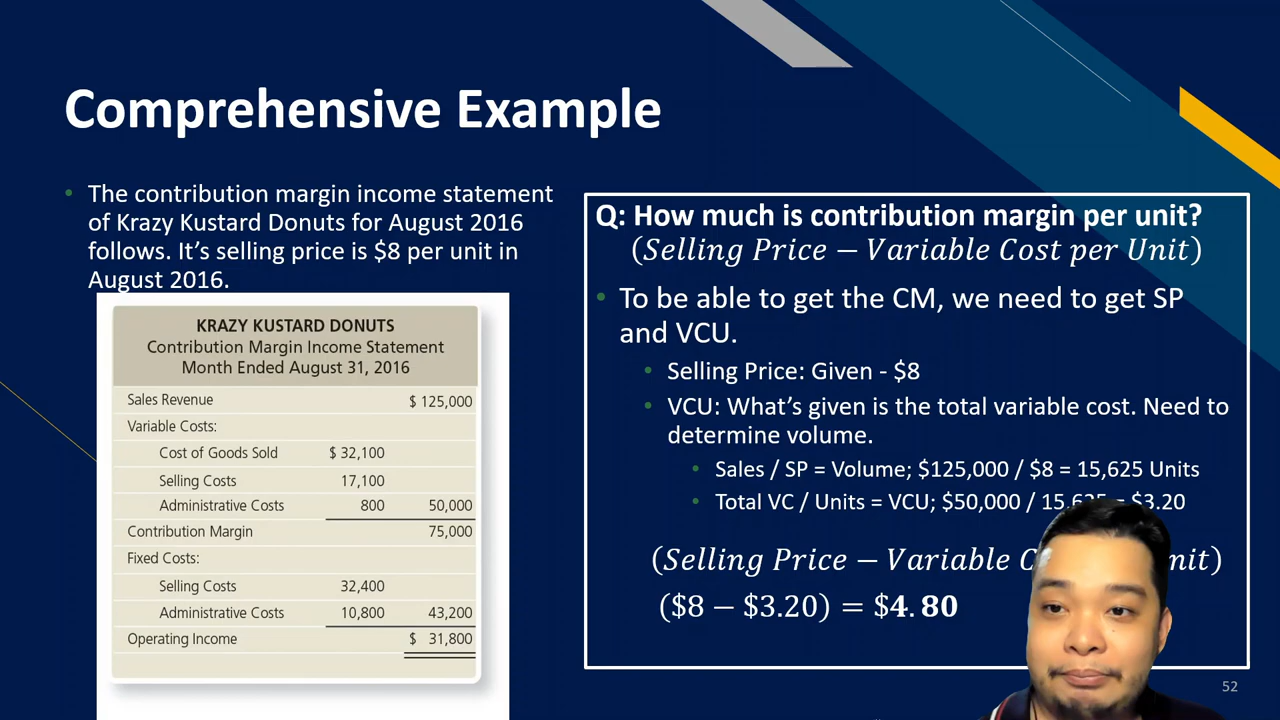 Comprehensive Example
• The contribution margin income statement
of Krazy Kustard Donuts for August 2016
follows. It’s selling price is $8 per unit in
August 2016.
KRAZY KUSTARD DONUTS
Contribution Margin Income Statement
Month Ended August 31, 2016
Sales Revenue $ 125,000
Variable Costs:
Cost of Goods Sold $ 32,100
Selling Costs 17,100
Administrative Costs 800 50,000
Contribution Margin 75,000
Fixed Costs:
Selling Costs 32,400
Administrative Costs 10,800 43,200
Operating Income $ 31,800
Q: How much is contribution margin per unit?
(Selling Price − Variable Cost per Unit)
• To be able to get the CM, we need to get SP
and VCU.
• Selling Price: Given - $8
• VCU: What’s given is the total variable cost. Need to
determine volume.
• Sales / SP = Volume; $125,000 / $8 = 15,625 Units
• Total VC / Units = VCU; $50,000 / 15,625 = $3.20
(Selling Price − Variable
($8 − $3.20) = $4.80
52